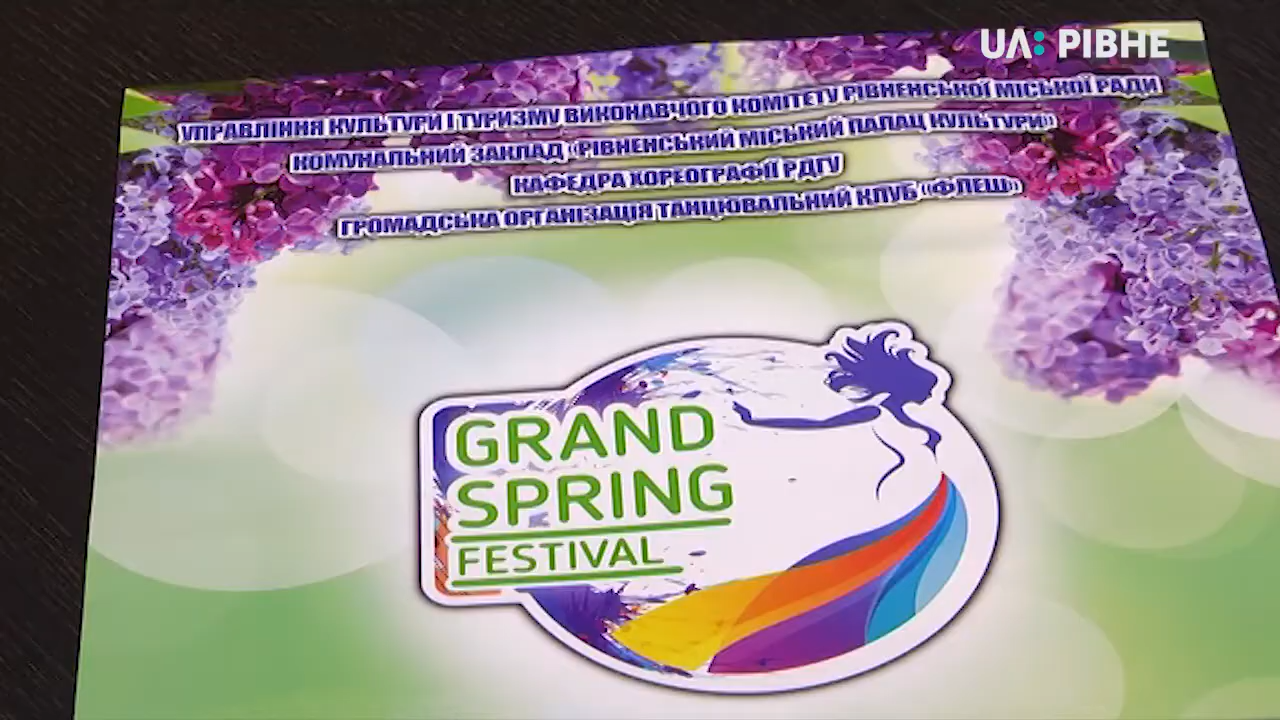 UA: РІВНЕ
УПРАВЛІННЯ КУЛЬТУРИ І ТУРИЗМУ ВИКОНАВЧОГО КОМІТЕТУ РІВНЕНСЬКОЇ МІСЬКОЇ РАДИ
КОМУНАЛЬНИЙ ЗАКЛАД «РІВНЕНСЬКИЙ МІСЬКИЙ ПАЛАЦ КУЛЬТУРИ»
КАФЕДРА ХОРЕОГРАФІЇ РДГУ
ГРОМАДСЬКА ОРГАНІЗАЦІЯ ТАНЦЮВАЛЬНИЙ КЛУБ «ФЛЕШ»
GRAND
SPRING
FESTIVAL